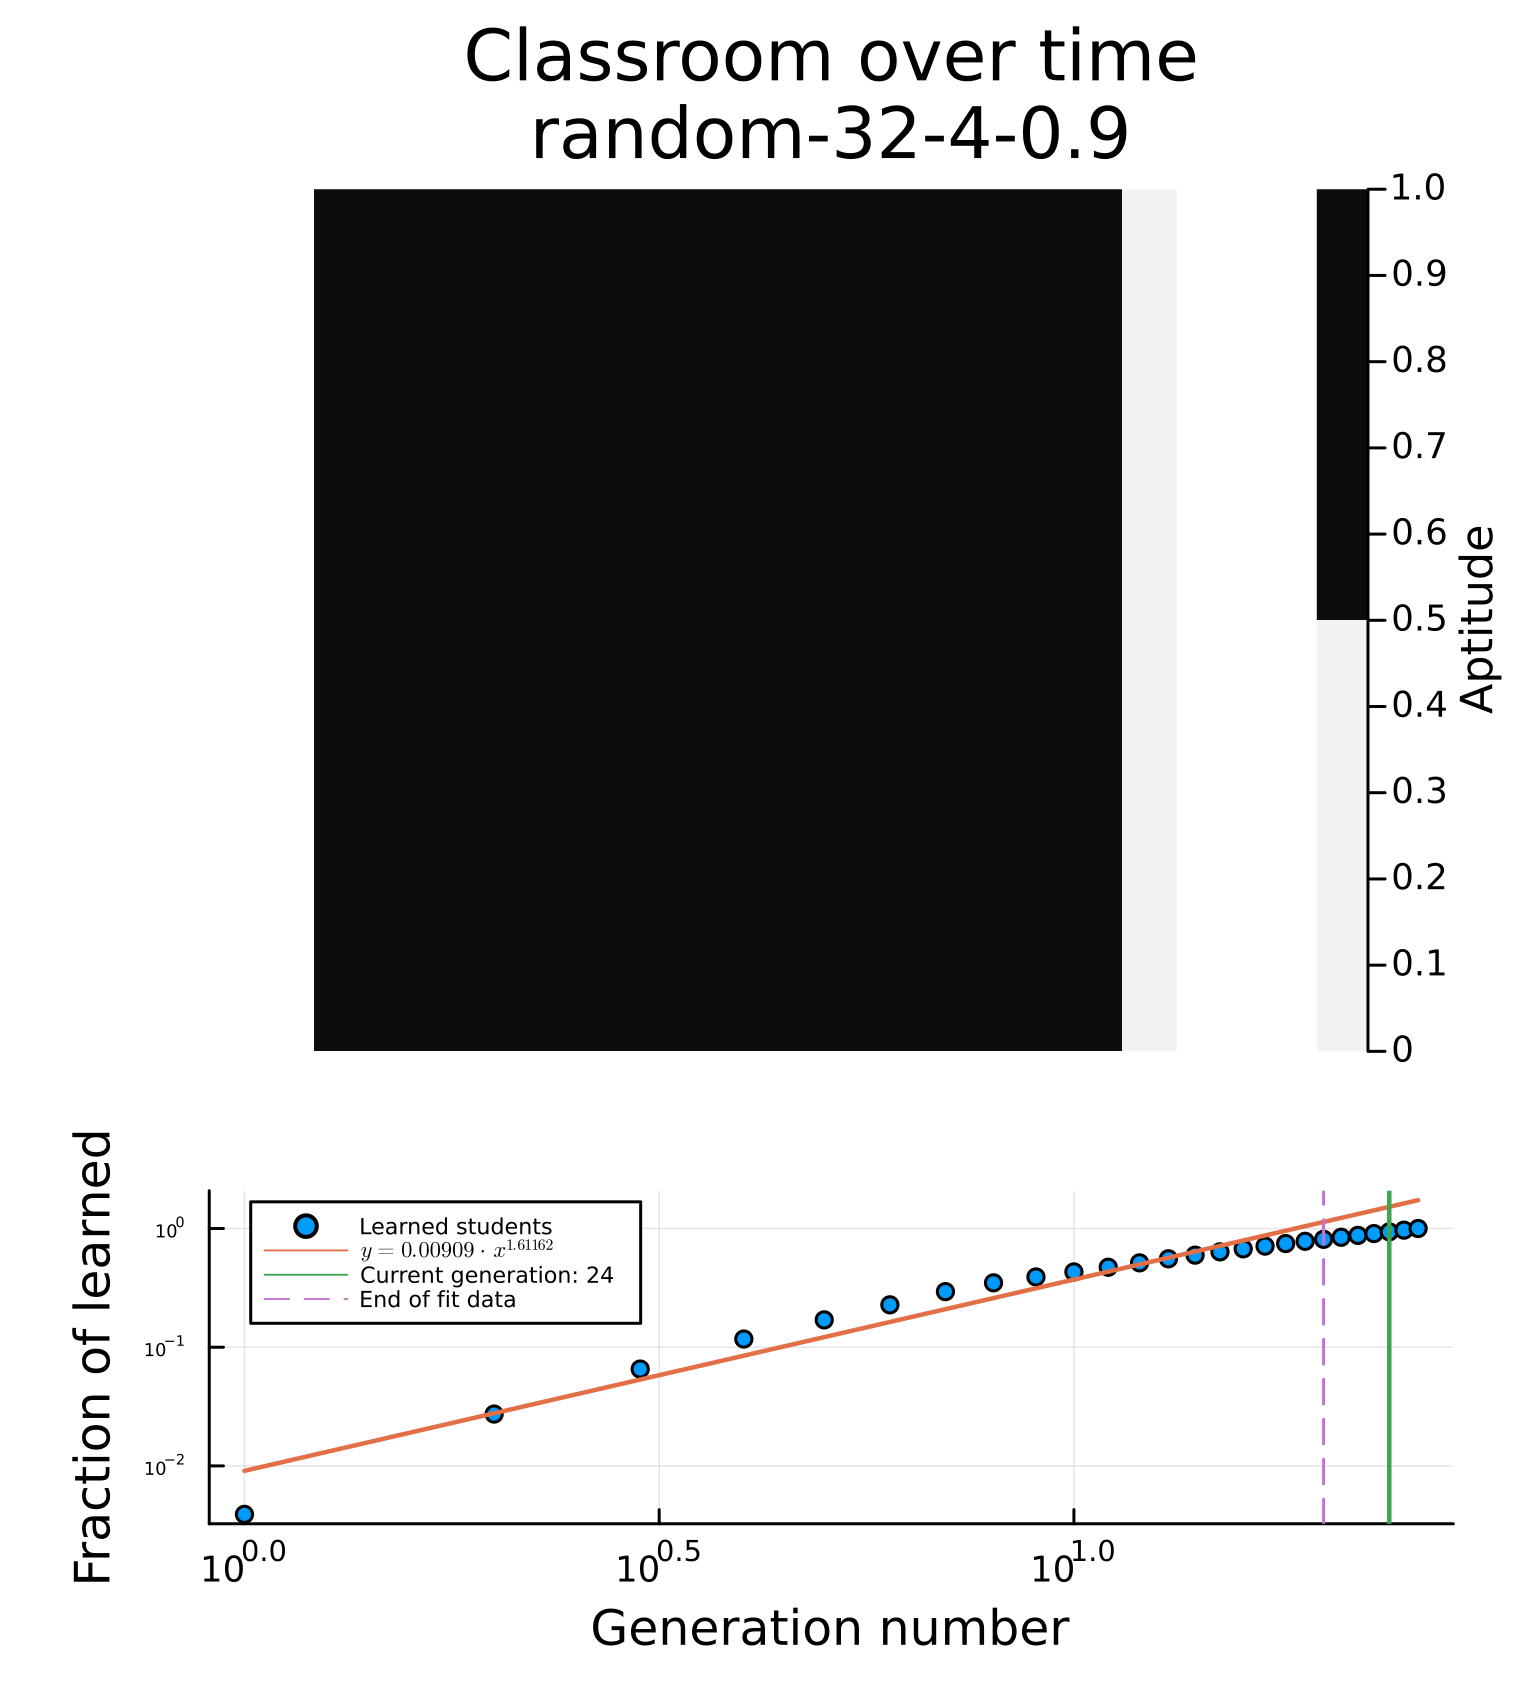 Classroom over time
random-32-4-0.9
1.0
0.9
0.8
0.7
0.6
0.5
0.4
0.3
0.2
0.1
0
Aptitude
Fraction of learned
10⁰
10⁻¹
10⁻²
Learned students
y = 0.00909 · x^1.61162
Current generation: 24
End of fit data
10^0.0
10^0.5
10^1.0
Generation number